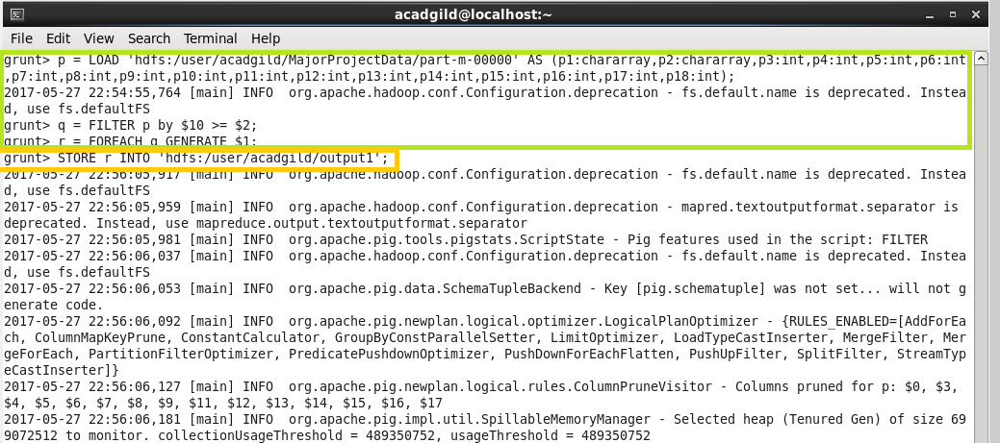 acadgild@localhost:~
File Edit View Search Terminal Help
grunt> p = LOAD 'hdfs:/user/acadgild/MajorProjectData/part-m-00000' AS (p1:chararray,p2:chararray,p3:int,p4:int,p5:int,p6:int
,p7:int,p8:int,p9:int,p10:int,p11:int,p12:int,p13:int,p14:int,p15:int,p16:int,p17:int,p18:int);
2017-05-27 22:54:55,764 [main] INFO  org.apache.hadoop.conf.Configuration.deprecation - fs.default.name is deprecated. Instea
d, use fs.defaultFS
grunt> q = FILTER p by $10 >= $2;
grunt> r = FOREACH q GENERATE $1;
grunt> STORE r INTO 'hdfs:/user/acadgild/output1';
2017-05-27 22:56:05,917 [main] INFO  org.apache.hadoop.conf.Configuration.deprecation - fs.default.name is deprecated. Instea
d, use fs.defaultFS
2017-05-27 22:56:05,959 [main] INFO  org.apache.hadoop.conf.Configuration.deprecation - mapred.textoutputformat.separator is
deprecated. Instead, use mapreduce.output.textoutputformat.separator
2017-05-27 22:56:05,981 [main] INFO  org.apache.pig.tools.pigstats.ScriptState - Pig features used in the script: FILTER
2017-05-27 22:56:06,037 [main] INFO  org.apache.hadoop.conf.Configuration.deprecation - fs.default.name is deprecated. Instea
d, use fs.defaultFS
2017-05-27 22:56:06,053 [main] INFO  org.apache.pig.data.SchemaTupleBackend - Key [pig.schematuple] was not set... will not g
enerate code.
2017-05-27 22:56:06,092 [main] INFO  org.apache.pig.newplan.logical.optimizer.LogicalPlanOptimizer - {RULES_ENABLED=[AddForEa
ch, ColumnMapKeyPrune, ConstantCalculator, GroupByConstParallelSetter, LimitOptimizer, LoadTypeCastInserter, MergeFilter, Mer
geForEach, PartitionFilterOptimizer, PredicatePushdownOptimizer, PushDownForEachFlatten, PushUpFilter, SplitFilter, StreamTyp
eCastInserter]}
2017-05-27 22:56:06,127 [main] INFO  org.apache.pig.newplan.logical.rules.ColumnPruneVisitor - Columns pruned for p: $0, $3,
$4, $5, $6, $7, $8, $9, $11, $12, $13, $14, $15, $16, $17
2017-05-27 22:56:06,181 [main] INFO  org.apache.pig.impl.util.SpillableMemoryManager - Selected heap (Tenured Gen) of size 69
9072512 to monitor. collectionUsageThreshold = 489350752, usageThreshold = 489350752